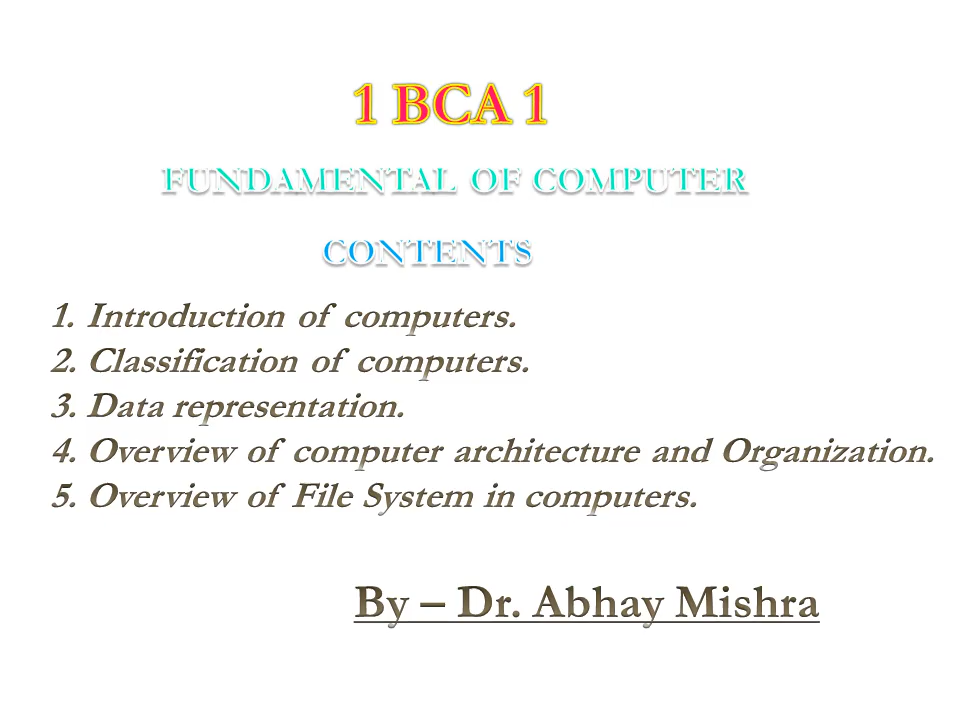 1 BCA 1
FUNDAMENTAL OF COMPUTER
CONTENTS
1. Introduction of computers.
2. Classification of computers.
3. Data representation.
4. Overview of computer architecture and Organization.
5. Overview of File System in computers.
By – Dr. Abhay Mishra